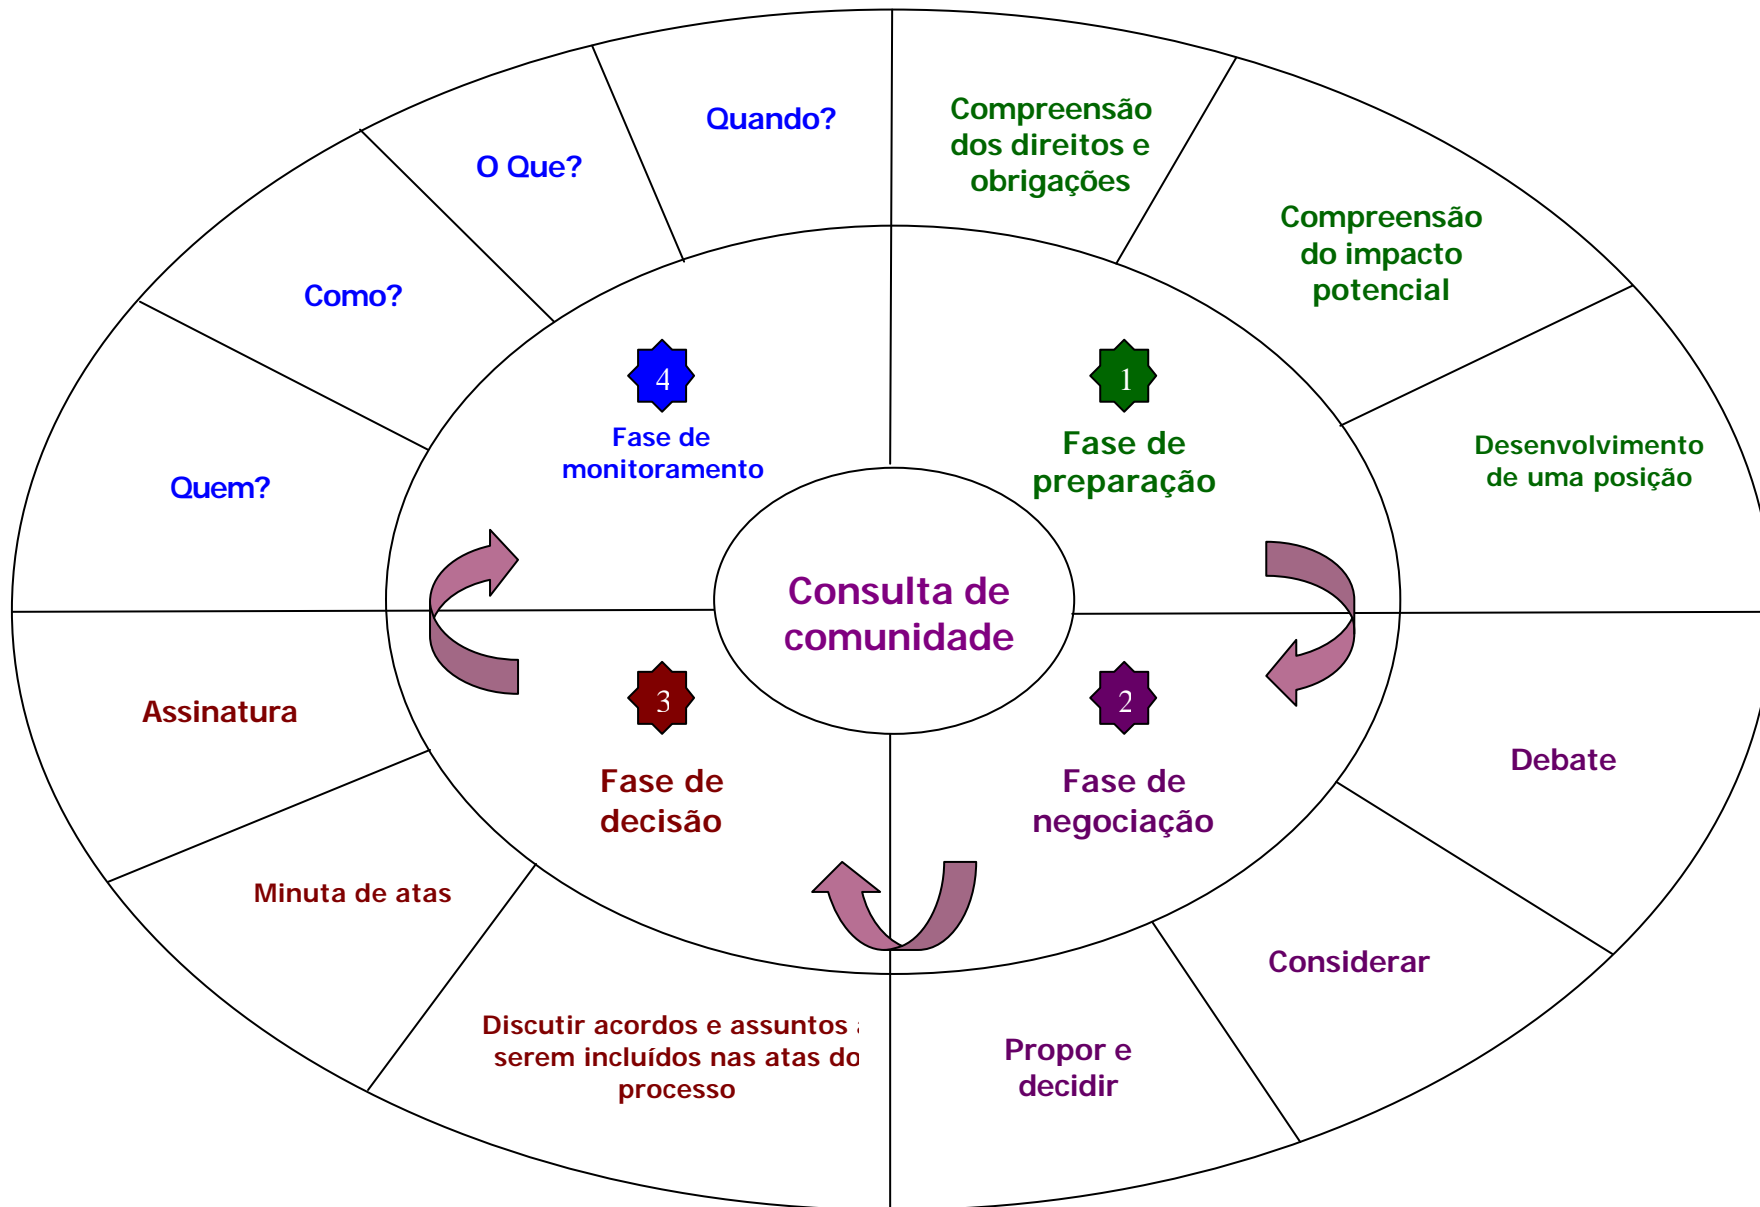 Quando?
O Que?
Como?
Quem?
Compreensão
dos direitos e
obrigações
Compreensão
do impacto
potencial
Desenvolvimento
de uma posição
4
Fase de
monitoramento
1
Fase de
preparação
Consulta de
comunidade
3
Fase de
decisão
2
Fase de
negociação
Assinatura
Minuta de atas
Discutir acordos e assuntos
serem incluídos nas atas do
processo
Debate
Considerar
Propor e
decidir